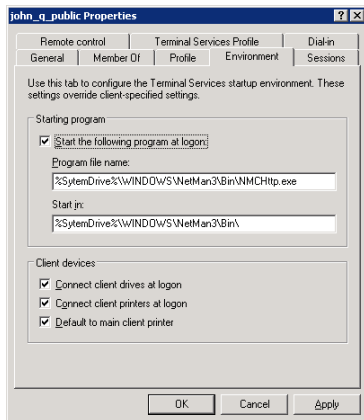 john_q_public Properties
Remote control Terminal Services Profile Dial-in
General Member Of Profile Environment Sessions
Use this tab to configure the Terminal Services startup environment. These
settings override client-specified settings.
Starting program
Start the following program at logon:
Program file name:
%SytemDrive%\WINDOWS\NetMan3\Bin\NMCHttp.exe
Start in:
%SytemDrive%\WINDOWS\NetMan3\Bin\
Client devices
Connect client drives at logon
Connect client printers at logon
Default to main client printer
OK Cancel Apply